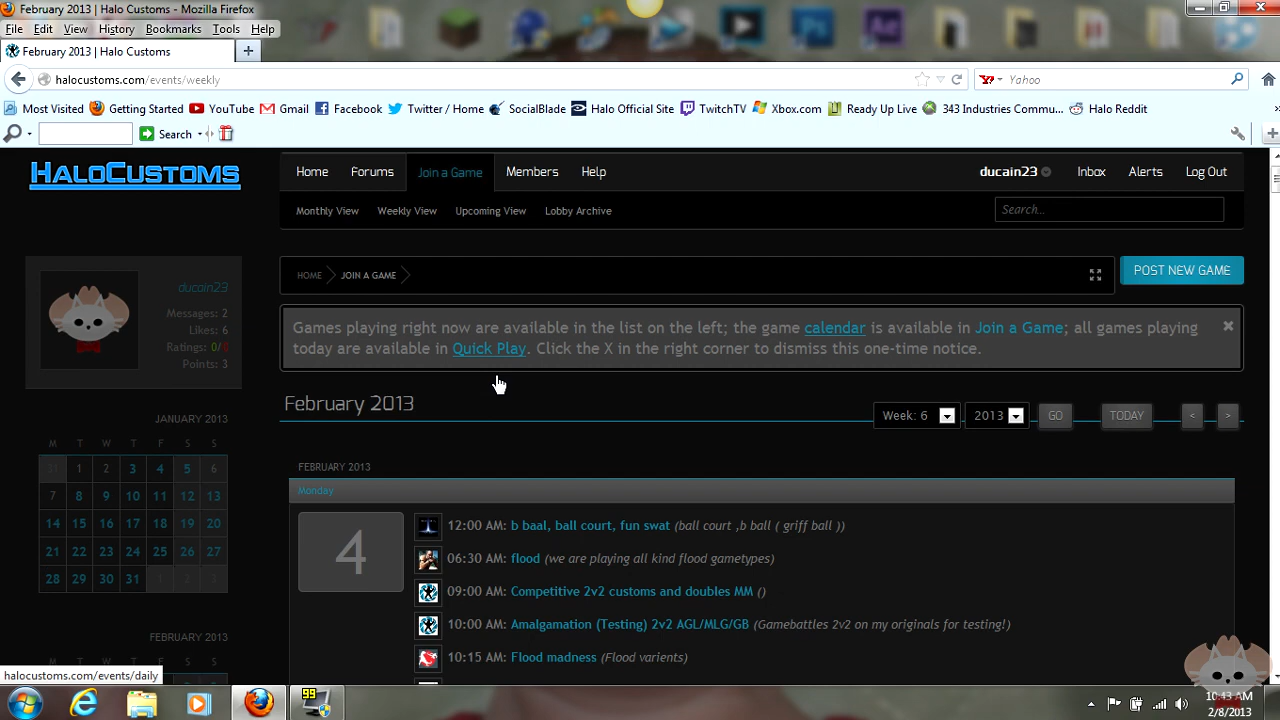 February 2013 | Halo Customs - Mozilla Firefox
File Edit View History Bookmarks Tools Help
February 2013 | Halo Customs
halocustoms.com/events/weekly
Yahoo
Most Visited Getting Started YouTube Gmail Facebook Twitter / Home SocialBlade Halo Official Site TwitchTV Xbox.com Ready Up Live 343 Industries Commu... Halo Reddit
Search
HALOCUSTOMS
Home Forums Join a Game Members Help
ducain23 Inbox Alerts Log Out
Monthly View Weekly View Upcoming View Lobby Archive
Search...
HOME JOIN A GAME
POST NEW GAME
ducain23
Messages: 2
Likes: 6
Ratings: 0/0
Points: 3
Games playing right now are available in the list on the left; the game calendar is available in Join a Game; all games playing
today are available in Quick Play. Click the X in the right corner to dismiss this one-time notice.
February 2013
Week: 6 2013 GO TODAY < >
JANUARY 2013
M T W T F S S
31 1 2 3 4 5 6
7 8 9 10 11 12 13
14 15 16 17 18 19 20
21 22 23 24 25 26 27
28 29 30 31 1 2 3
FEBRUARY 2013
M T W T F S S
FEBRUARY 2013
Monday
4
12:00 AM: b baal, ball court, fun swat (ball court ,b ball ( griff ball ))
06:30 AM: flood (we are playing all kind flood gametypes)
09:00 AM: Competitive 2v2 customs and doubles MM ()
10:00 AM: Amalgamation (Testing) 2v2 AGL/MLG/GB (Gamebattles 2v2 on my originals for testing!)
10:15 AM: Flood madness (Flood varients)
halocustoms.com/events/daily
99
10:43 AM
2/8/2013